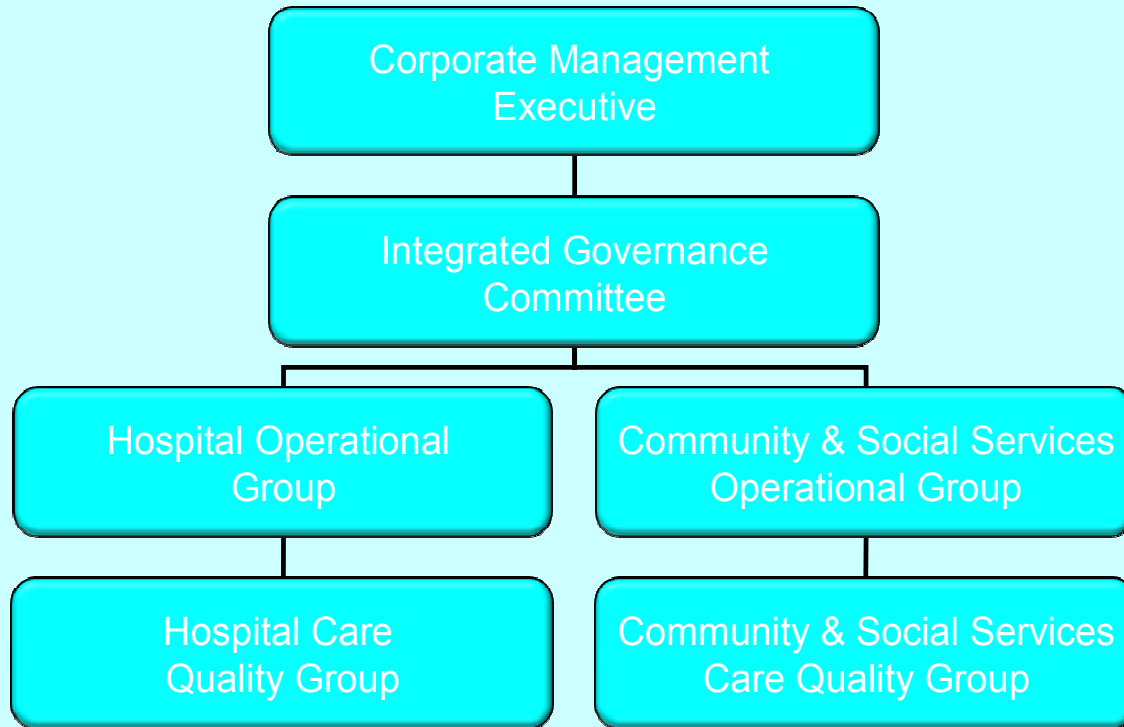 Corporate Management
Executive
Integrated Governance
Committee
Hospital Operational
Group
Community & Social Services
Operational Group
Hospital Care
Quality Group
Community & Social Services
Care Quality Group